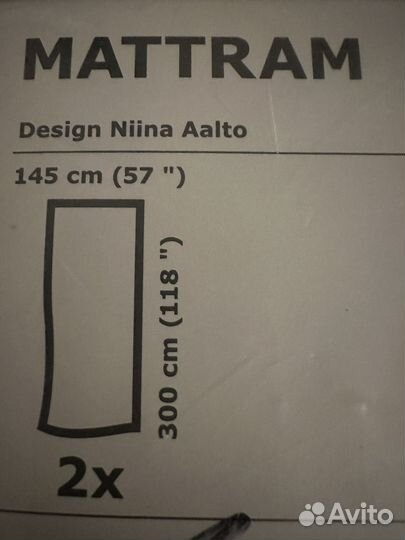 MATTRAM
Design Niina Aalto
145 cm (57 ")
300 cm (118 ")
2x
Avito